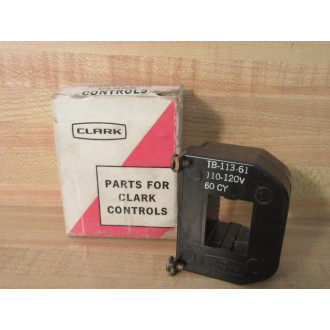 CONTROLS
CLARK
PARTS FOR
CLARK
CONTROLS
TB-113-61
110-120V
60 CY